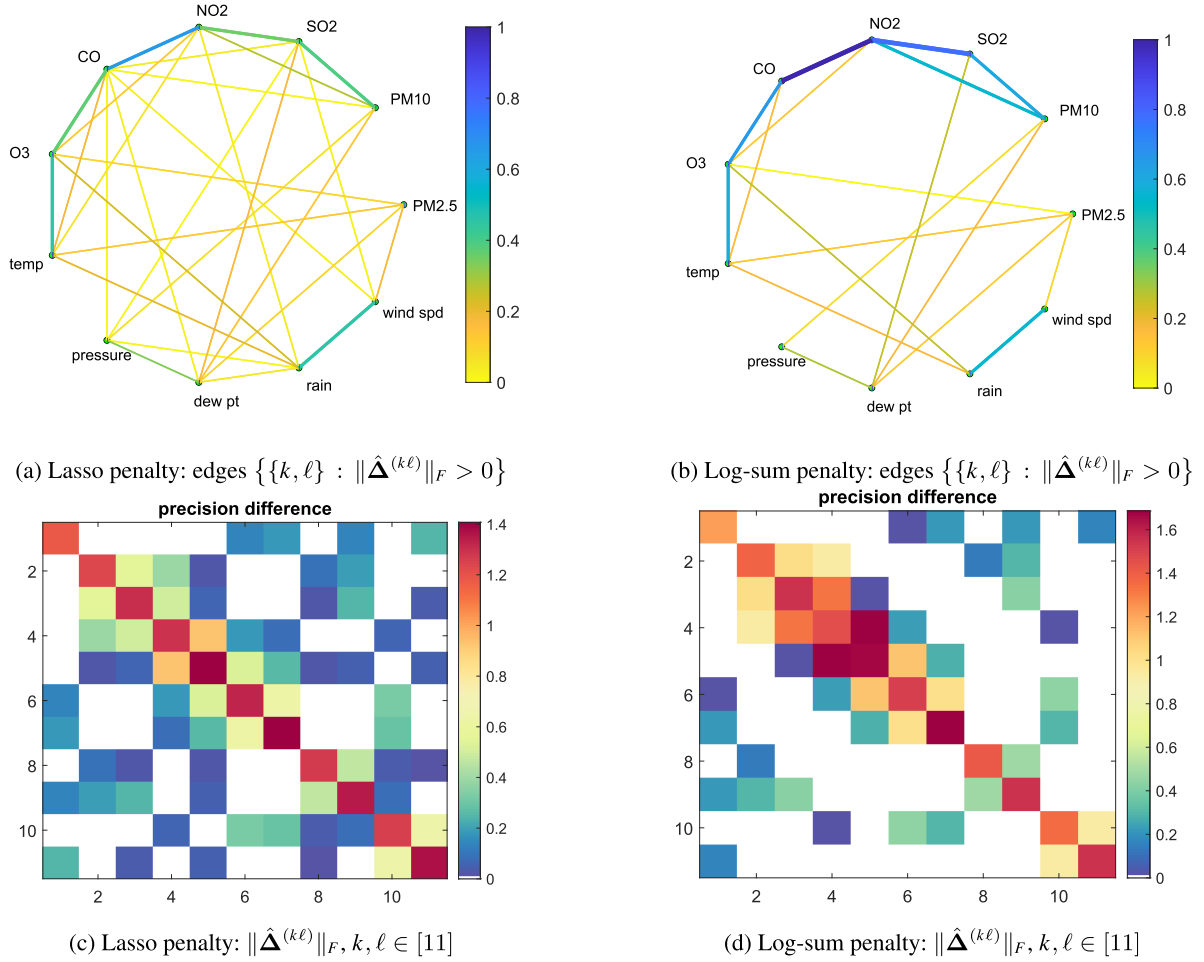 NO2
SO2
CO
PM10
O3
PM2.5
temp
wind spd
pressure
rain
dew pt
1
0.8
0.6
0.4
0.2
0
(a) Lasso penalty: edges {{k, ℓ} : ‖Δ̂^(kℓ)‖_F > 0}
NO2
SO2
CO
PM10
O3
PM2.5
temp
wind spd
pressure
rain
dew pt
1
0.8
0.6
0.4
0.2
0
(b) Log-sum penalty: edges {{k, ℓ} : ‖Δ̂^(kℓ)‖_F > 0}
precision difference
2
4
6
8
10
2 4 6 8 10
1.4
1.2
1
0.8
0.6
0.4
0.2
0
(c) Lasso penalty: ‖Δ̂^(kℓ)‖_F, k, ℓ ∈ [11]
precision difference
2
4
6
8
10
2 4 6 8 10
1.6
1.4
1.2
1
0.8
0.6
0.4
0.2
0
(d) Log-sum penalty: ‖Δ̂^(kℓ)‖_F, k, ℓ ∈ [11]